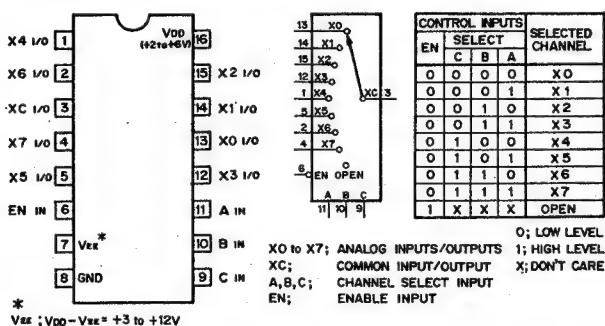 X4 I/O 1
X6 I/O 2
XC I/O 3
X7 I/O 4
X5 I/O 5
EN IN 6
7 VEE*
8 GND
VDD
(+2to+6V)
16
15 X2 I/O
14 X1 I/O
13 X0 I/O
12 X3 I/O
11 A IN
10 B IN
9 C IN
*
VEE ; VDD-VEE= +3 to +12V
13 X0
14 X1
15 X2
12 X3
1 X4
5 X5
2 X6
4 X7
XC 3
6 EN OPEN
A B C
11 10 9
CONTROL INPUTS SELECTED CHANNEL
EN SELECT
C B A
0 0 0 0 X0
0 0 0 1 X1
0 0 1 0 X2
0 0 1 1 X3
0 1 0 0 X4
0 1 0 1 X5
0 1 1 0 X6
0 1 1 1 X7
1 X X X OPEN
0; LOW LEVEL
1; HIGH LEVEL
X; DON'T CARE
X0 to X7; ANALOG INPUTS/OUTPUTS
XC; COMMON INPUT/OUTPUT
A,B,C; CHANNEL SELECT INPUT
EN; ENABLE INPUT